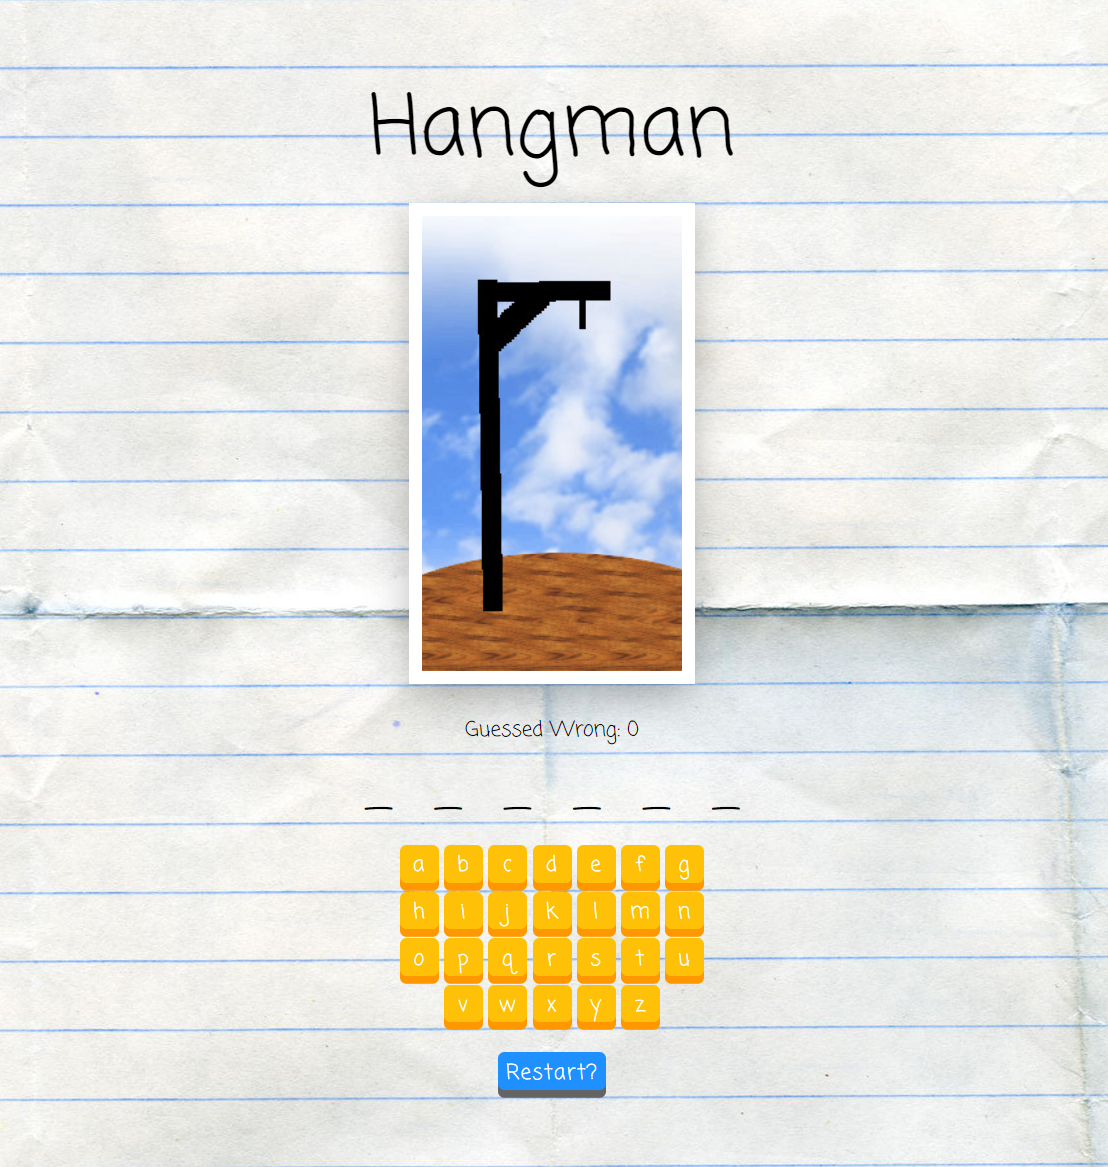 Hangman
Guessed Wrong: 0
_ _ _ _ _ _
a b c d e f g
h i j k l m n
o p q r s t u
v w x y z
Restart?